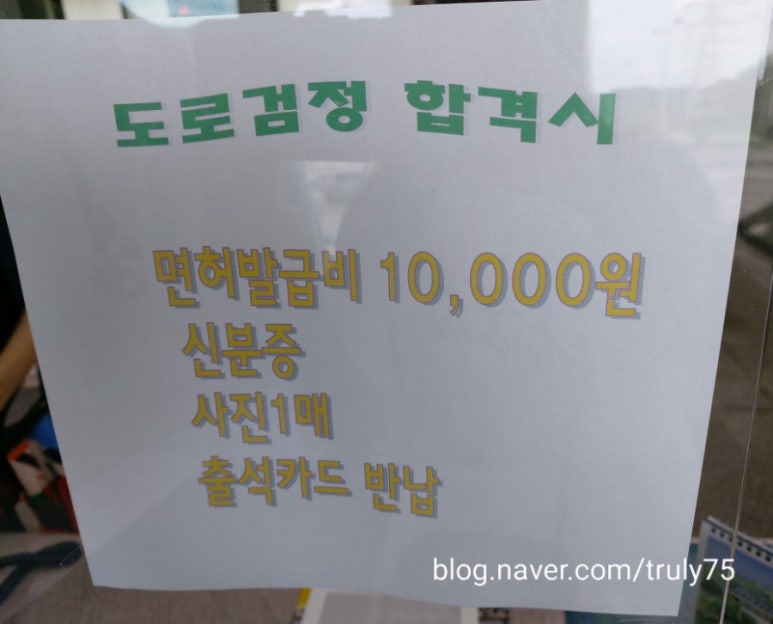 도로검정 합격시
면허발급비 10,000원
신분증
사진1매
출석카드 반납
blog.naver.com/truly75